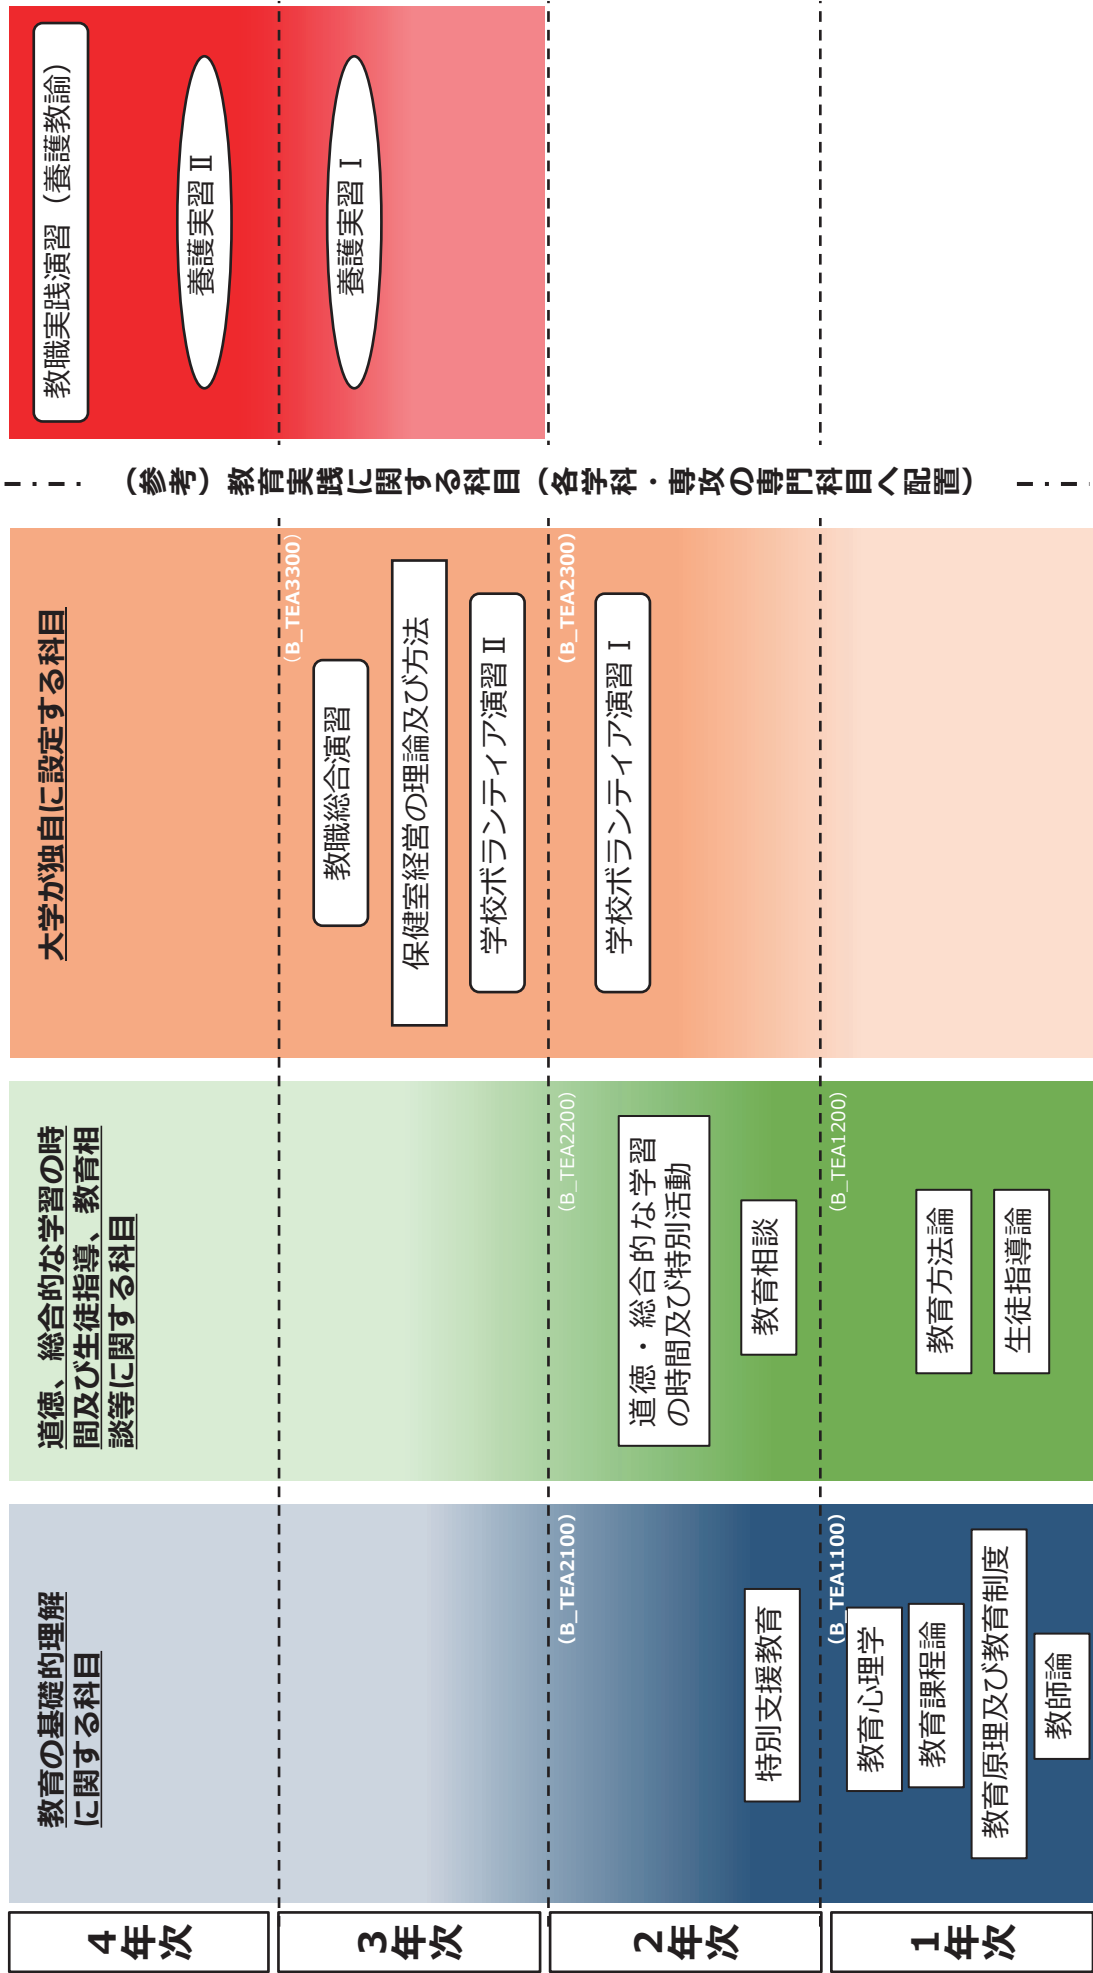 4年次
3年次
2年次
1年次
教育の基礎的理解
に関する科目
(B_TEA2100)
特別支援教育
(B_TEA1100)
教育心理学
教育課程論
教育原理及び教育制度
教師論
道徳、総合的な学習の時
間及び生徒指導、教育相
談等に関する科目
(B_TEA2200)
道徳・総合的な学習
の時間及び特別活動
教育相談
(B_TEA1200)
教育方法論
生徒指導論
大学が独自に設定する科目
(B_TEA3300)
教職総合演習
保健室経営の理論及び方法
学校ボランティア演習Ⅱ
(B_TEA2300)
学校ボランティア演習Ⅰ
（参考）教育実践に関する科目（各学科・専攻の専門科目へ配置）
教職実践演習（養護教諭）
養護実習Ⅱ
養護実習Ⅰ